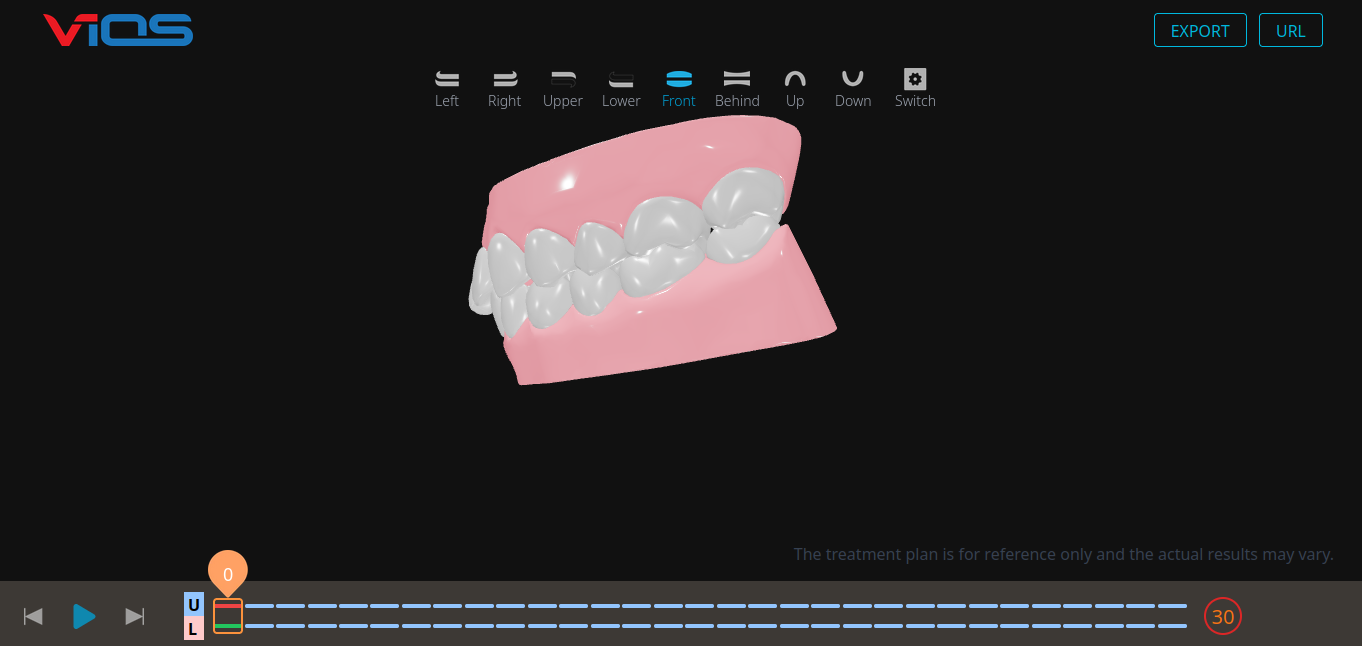 VIOS
EXPORT URL
Left Right Upper Lower Front Behind Up Down Switch
The treatment plan is for reference only and the actual results may vary.
0
U
L
30